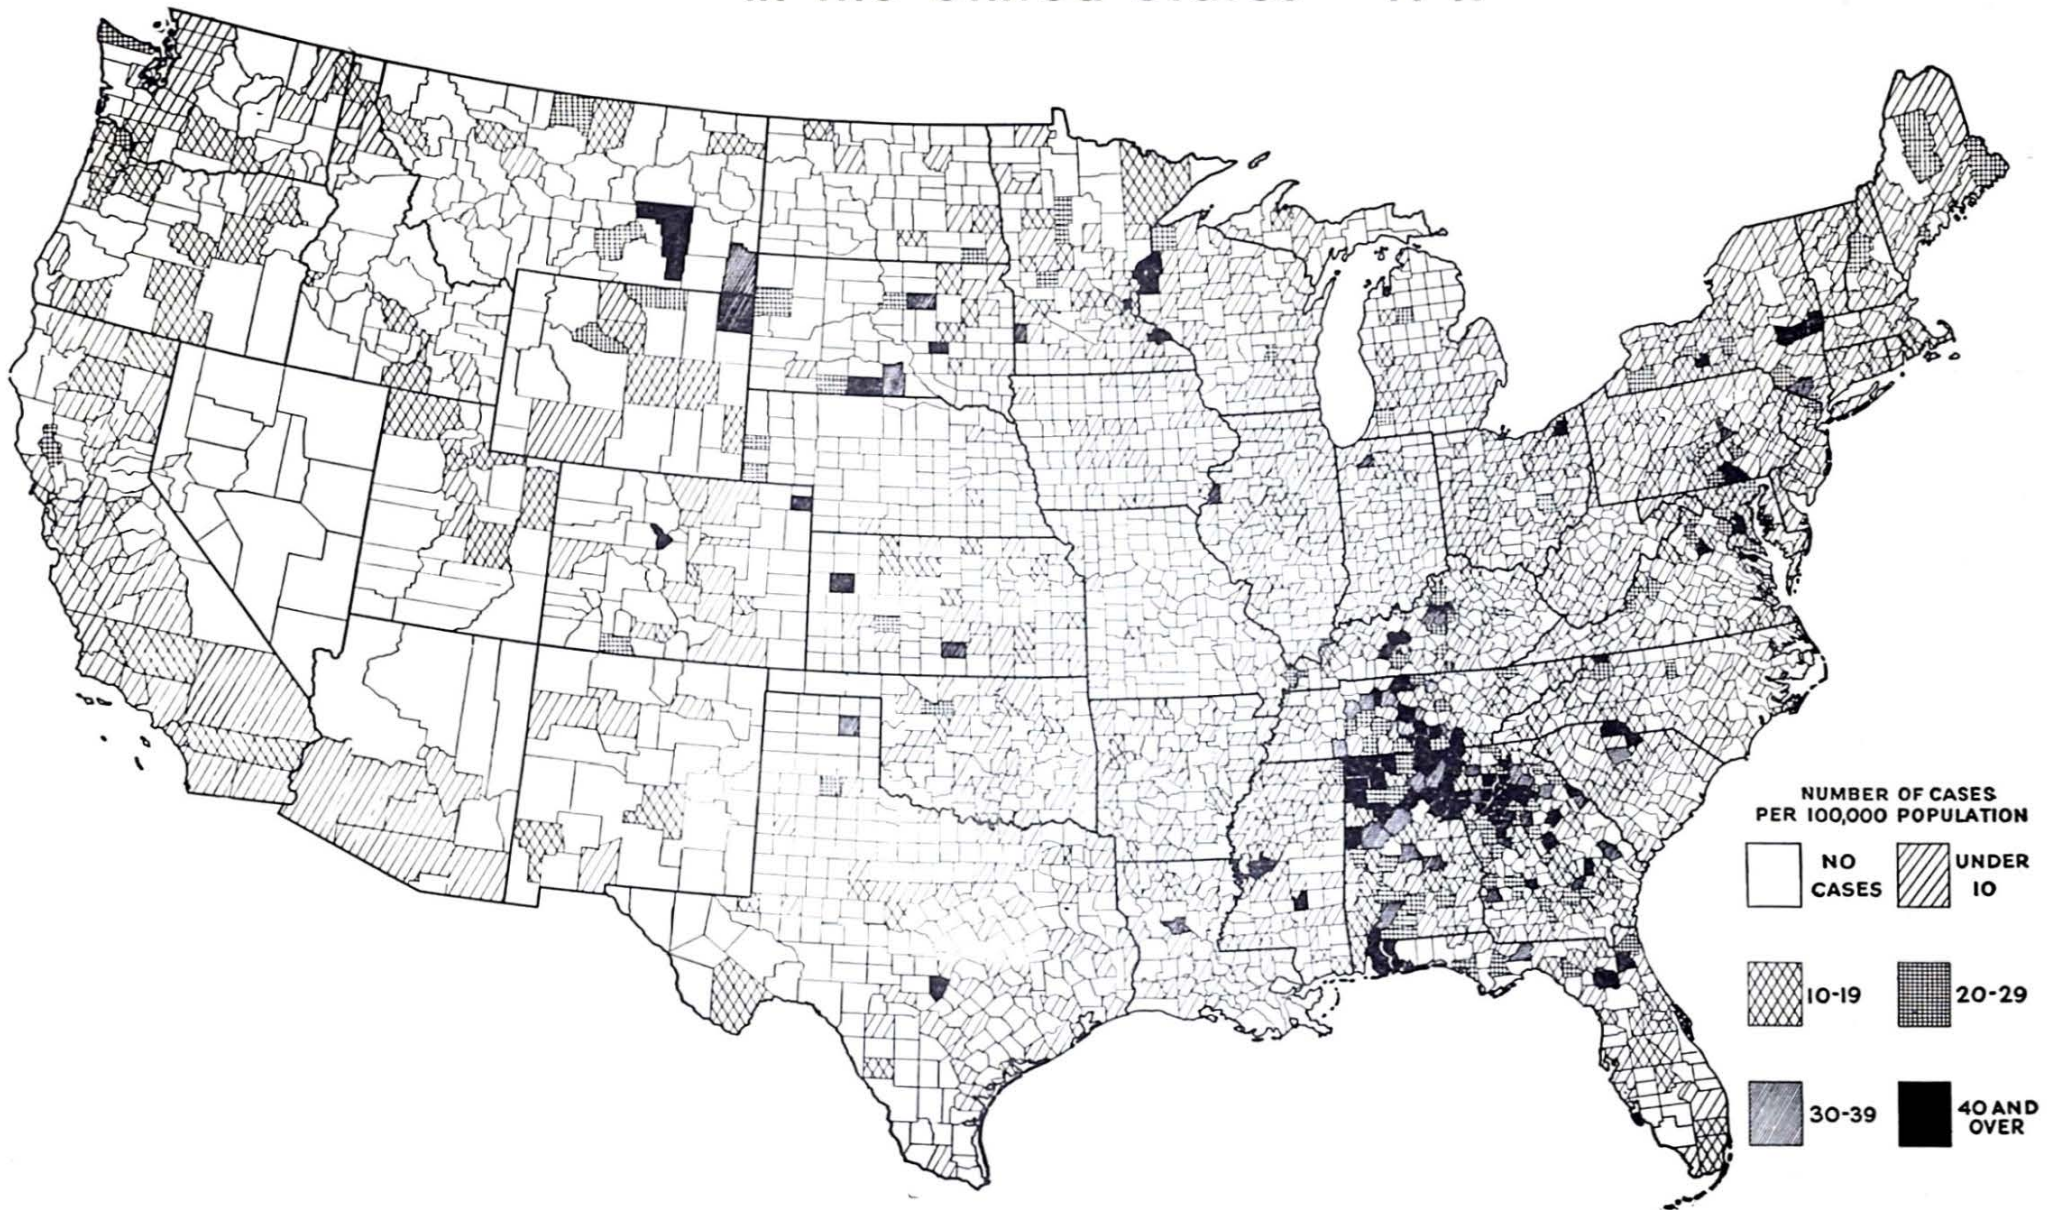 NUMBER OF CASES
PER 100,000 POPULATION
NO
CASES
UNDER
10
10-19
20-29
30-39
40 AND
OVER